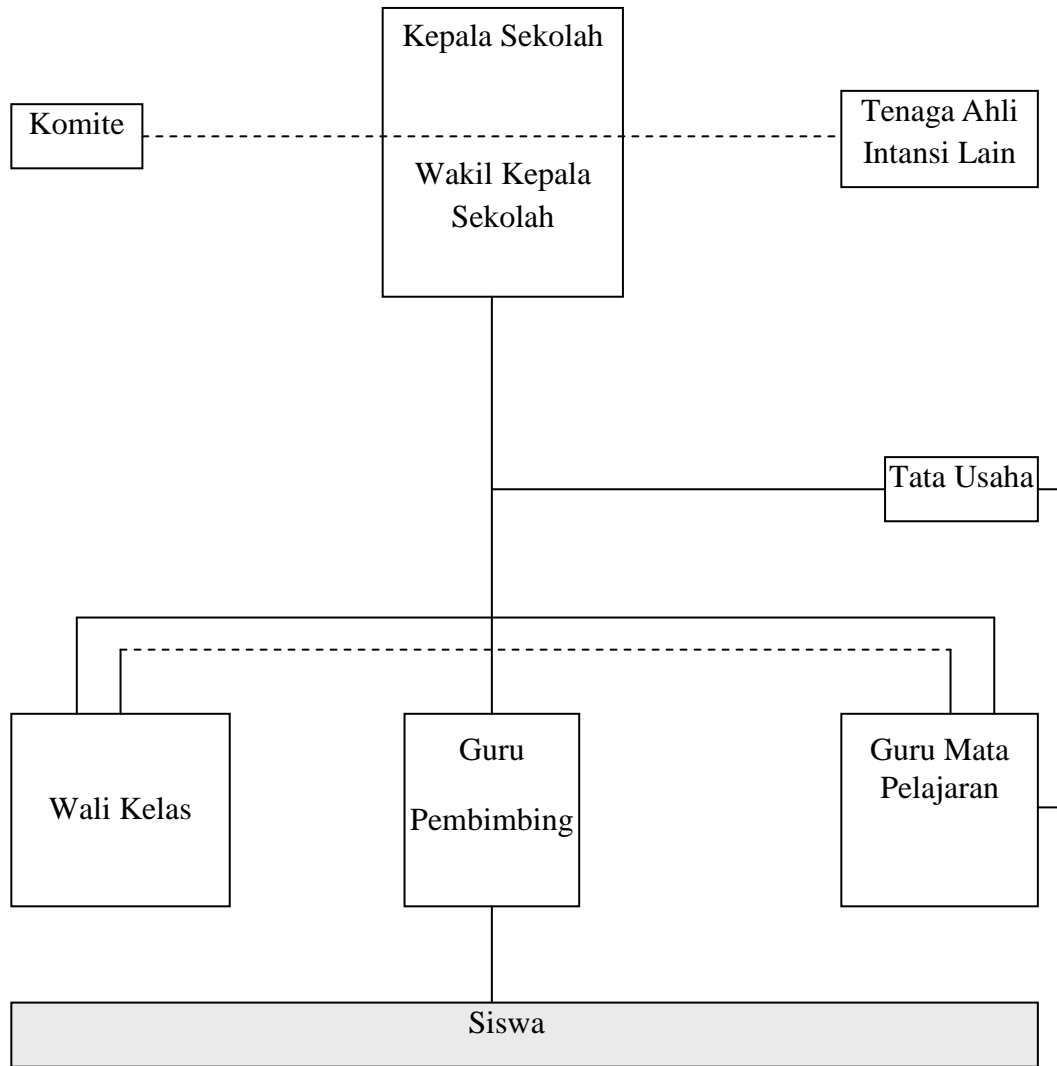 Kepala Sekolah
Komite
Tenaga Ahli
Intansi Lain
Wakil Kepala
Sekolah
Tata Usaha
Wali Kelas
Guru
Pembimbing
Guru Mata
Pelajaran
Siswa